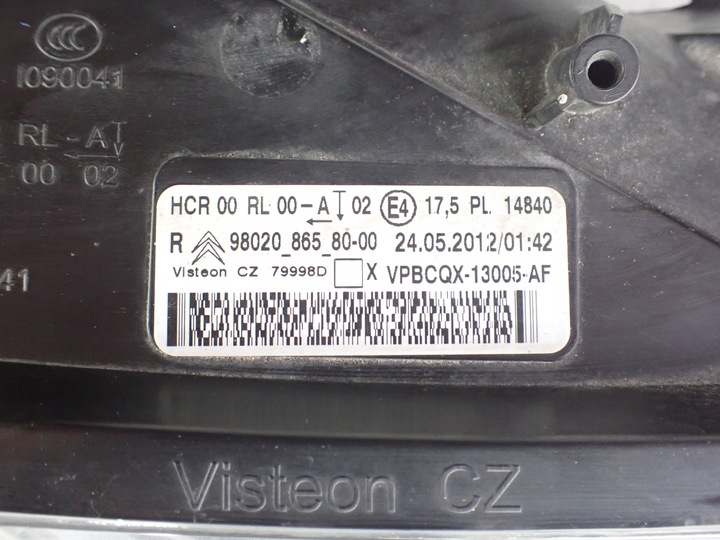 CCC
I090041
RL-A
00 02
41
HCR 00 RL 00-A 02 E4 17,5 PL. 14840
R 98020_865_80-00 24.05.2012/01:42
Visteon CZ 79998D X VPBCQX-13005-AF
Visteon CZ